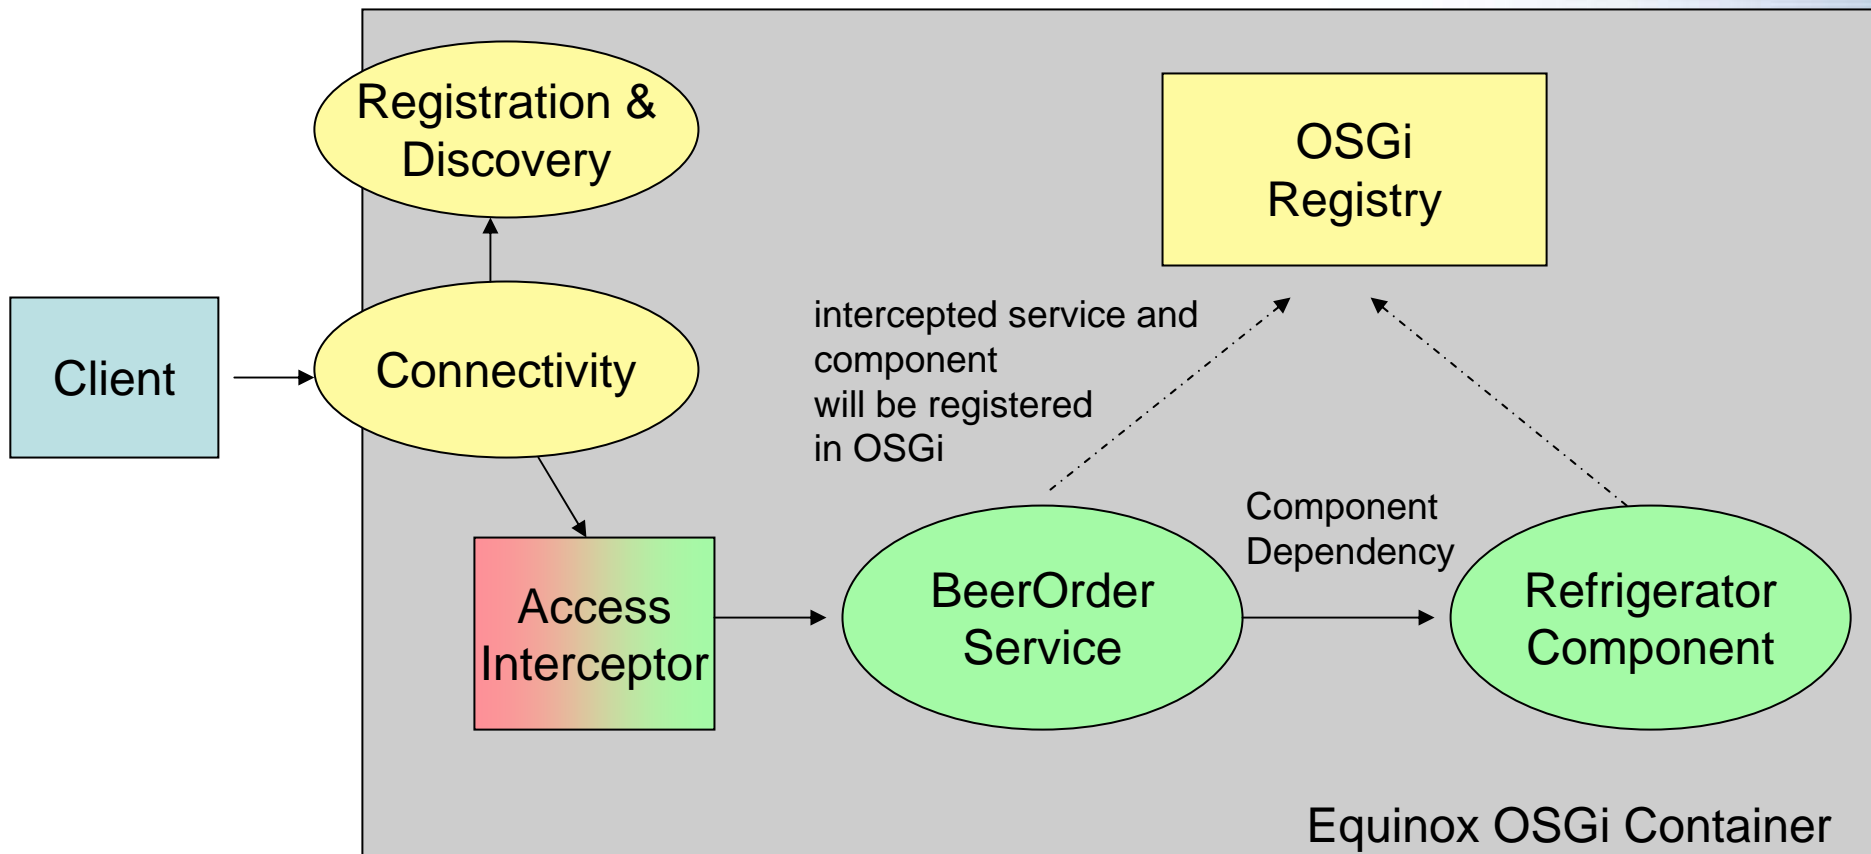 Registration &
Discovery
OSGi
Registry
Client
Connectivity
intercepted service and
component
will be registered
in OSGi
Component
Dependency
Access
Interceptor
BeerOrder
Service
Refrigerator
Component
Equinox OSGi Container